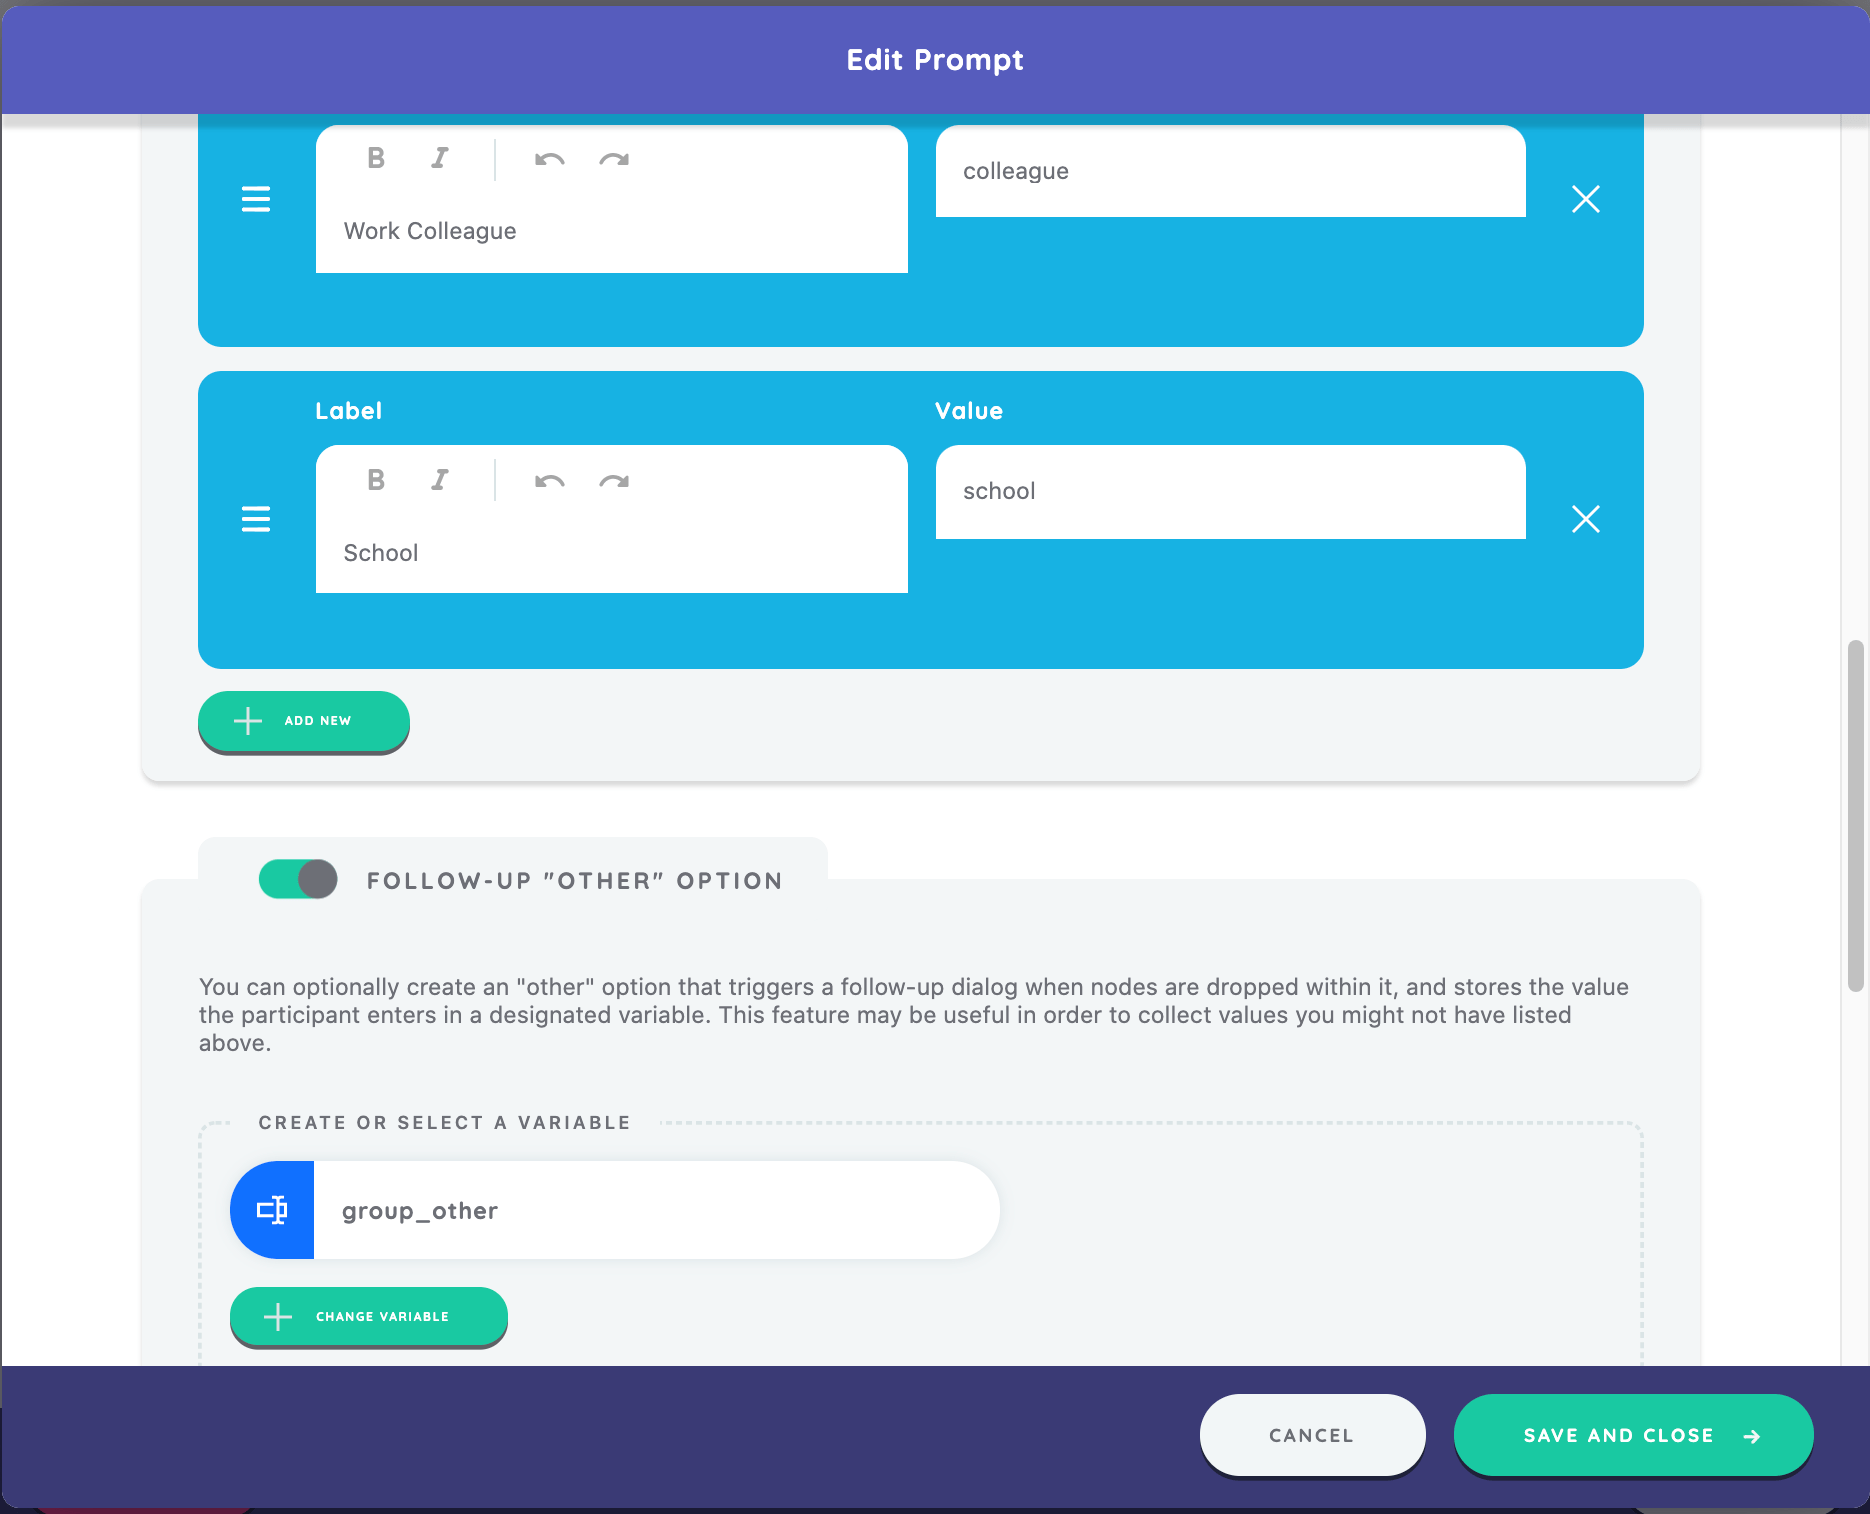 Edit Prompt
B I
Work Colleague
colleague
Label
Value
B I
School
school
ADD NEW
FOLLOW-UP "OTHER" OPTION
You can optionally create an "other" option that triggers a follow-up dialog when nodes are dropped within it, and stores the value
the participant enters in a designated variable. This feature may be useful in order to collect values you might not have listed
above.
CREATE OR SELECT A VARIABLE
group_other
CHANGE VARIABLE
CANCEL
SAVE AND CLOSE